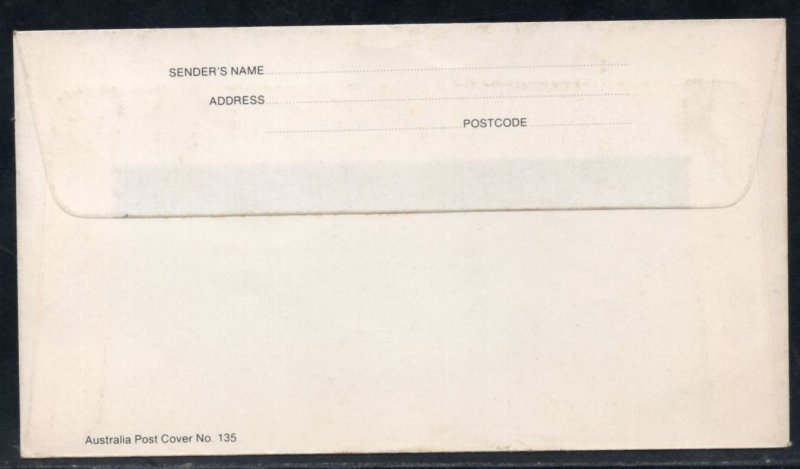 SENDER'S NAME
ADDRESS
POSTCODE
Australia Post Cover No. 135